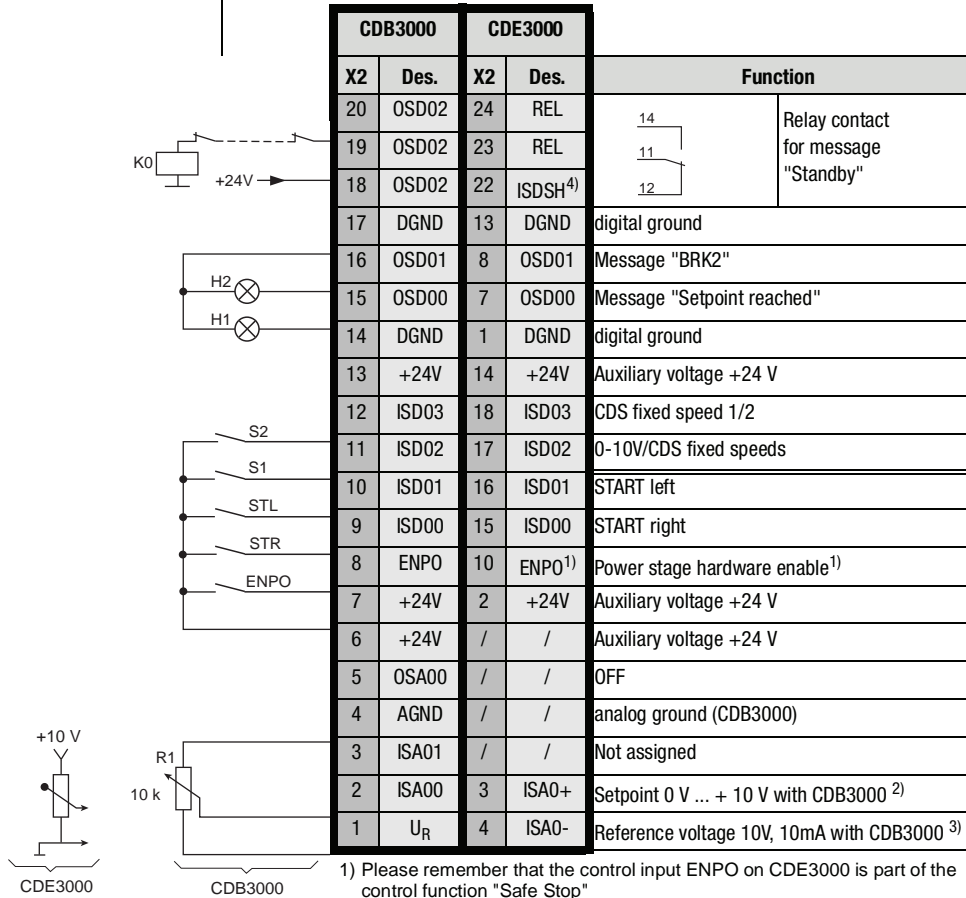 CDB3000 CDE3000
X2 Des. X2 Des. Function
20 OSD02 24 REL 14 Relay contact
19 OSD02 23 REL 11 for message
K0
+24V 18 OSD02 22 ISDSH4) 12 "Standby"
17 DGND 13 DGND digital ground
16 OSD01 8 OSD01 Message "BRK2"
H2 15 OSD00 7 OSD00 Message "Setpoint reached"
H1 14 DGND 1 DGND digital ground
13 +24V 14 +24V Auxiliary voltage +24 V
12 ISD03 18 ISD03 CDS fixed speed 1/2
S2 11 ISD02 17 ISD02 0-10V/CDS fixed speeds
S1 10 ISD01 16 ISD01 START left
STL 9 ISD00 15 ISD00 START right
STR 8 ENPO 10 ENPO1) Power stage hardware enable1)
ENPO 7 +24V 2 +24V Auxiliary voltage +24 V
6 +24V / / Auxiliary voltage +24 V
5 OSA00 / / OFF
4 AGND / / analog ground (CDB3000)
+10 V R1 3 ISA01 / / Not assigned
10 k 2 ISA00 3 ISA0+ Setpoint 0 V ... + 10 V with CDB3000 2)
1 UR 4 ISA0- Reference voltage 10V, 10mA with CDB3000 3)
CDE3000 CDB3000
1) Please remember that the control input ENPO on CDE3000 is part of the
control function "Safe Stop"